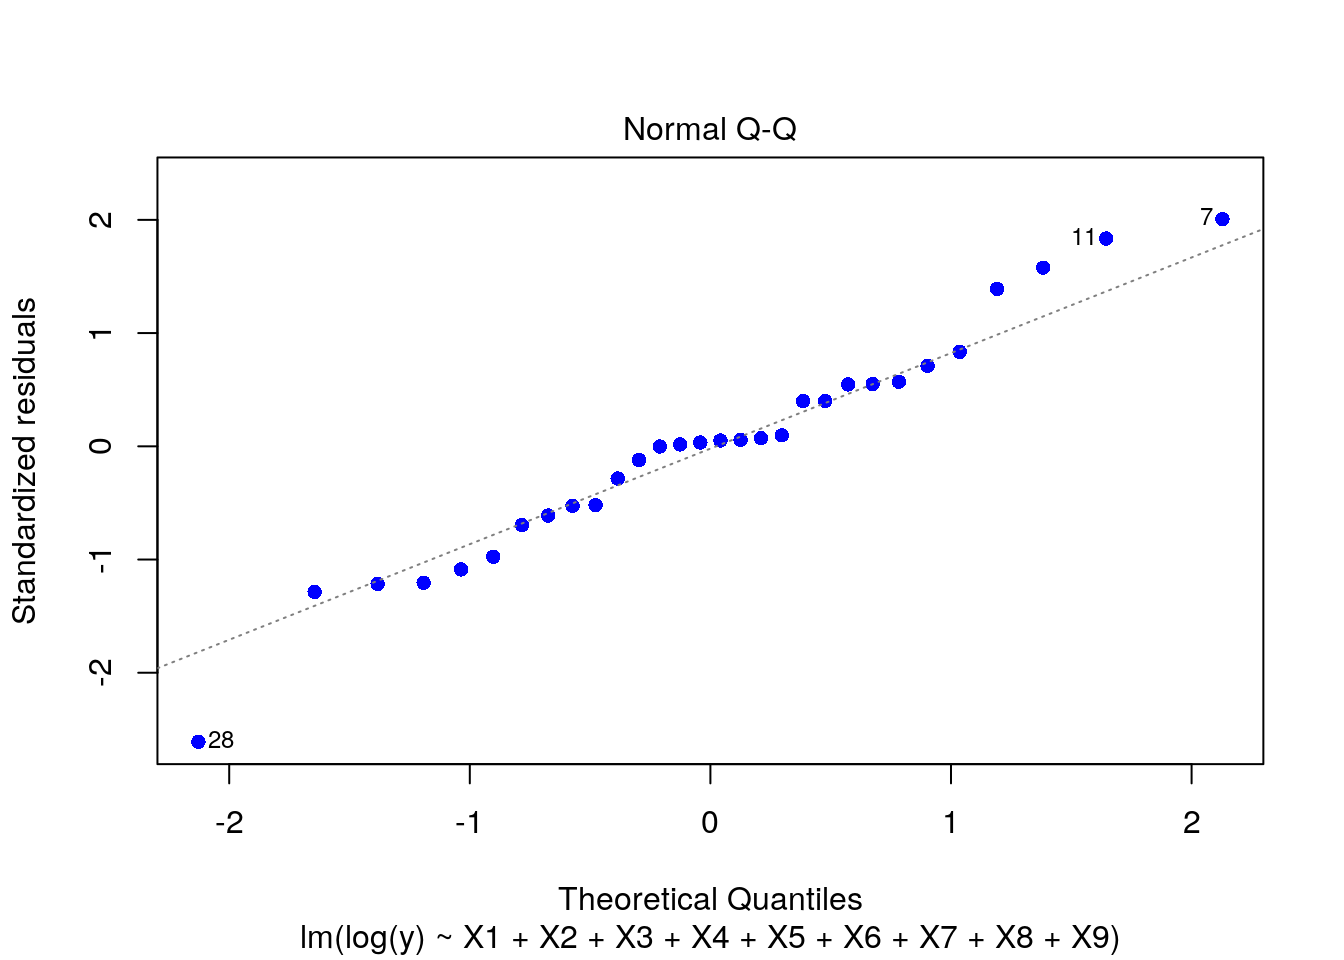 Normal Q-Q
2
1
0
-1
-2
Standardized residuals
7
11
28
-2 -1 0 1 2
Theoretical Quantiles
lm(log(y) ~ X1 + X2 + X3 + X4 + X5 + X6 + X7 + X8 + X9)